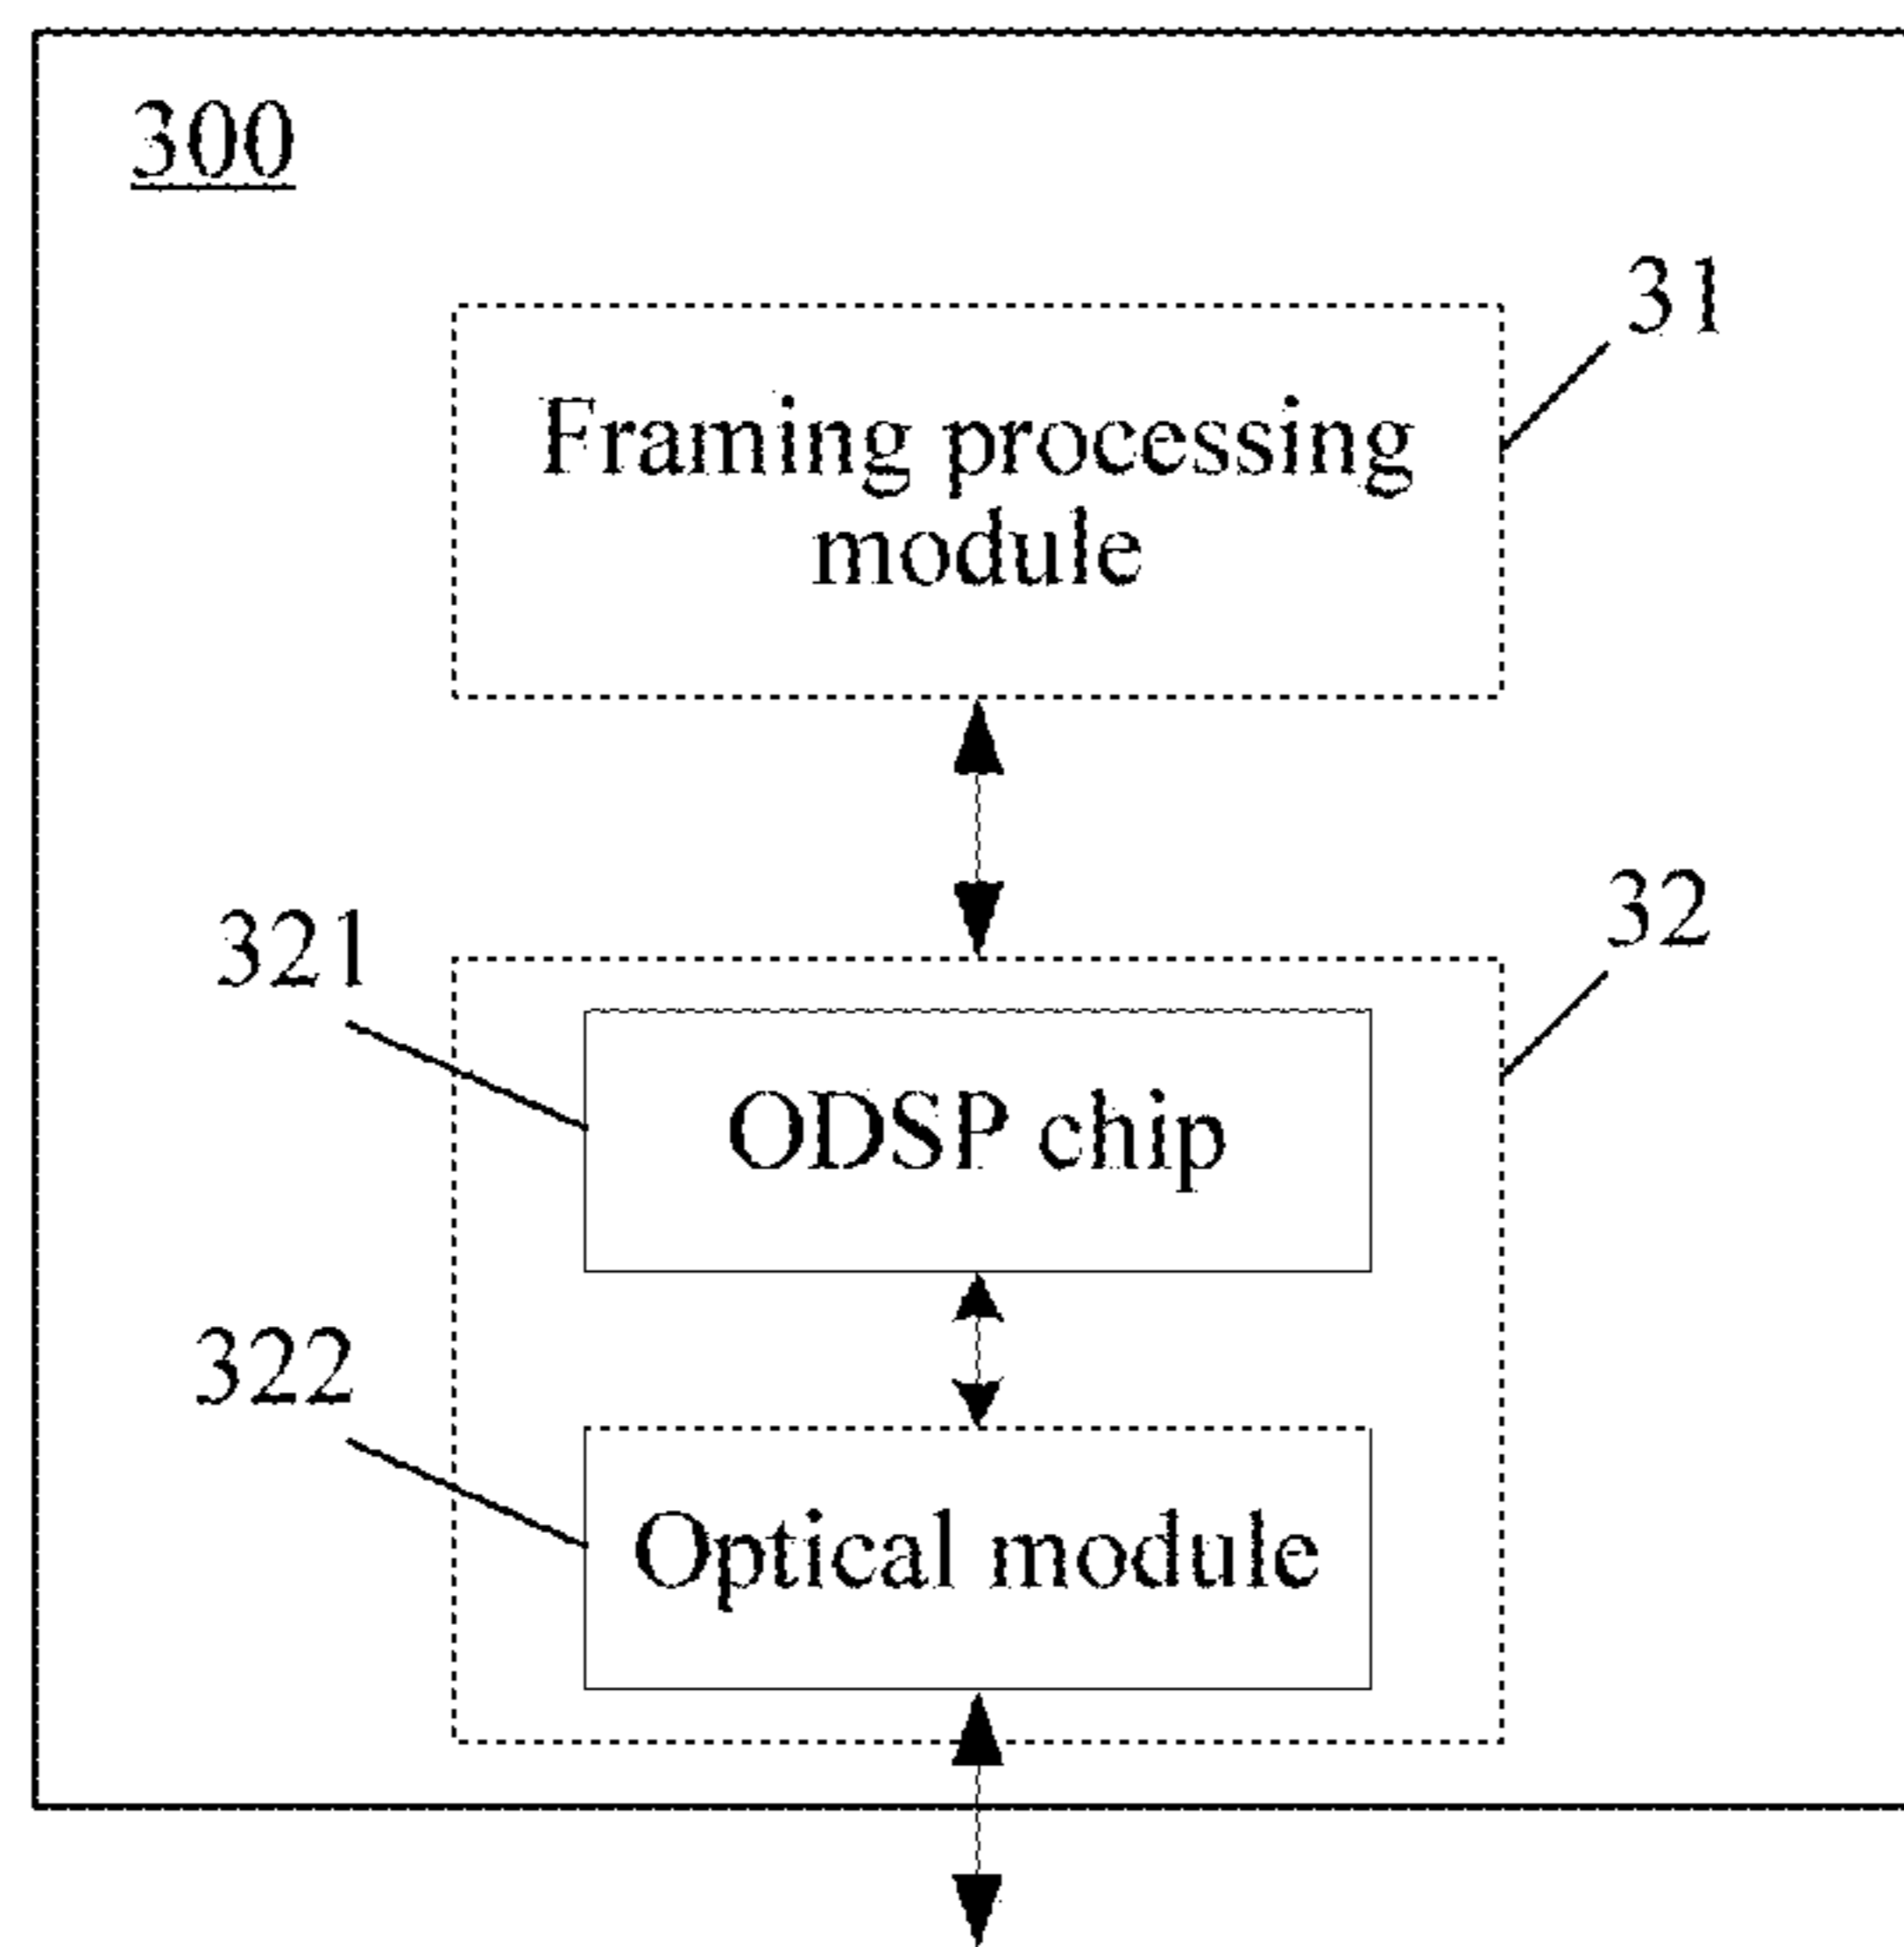 300
31
Framing processing
module
32
321
ODSP chip
322
Optical module